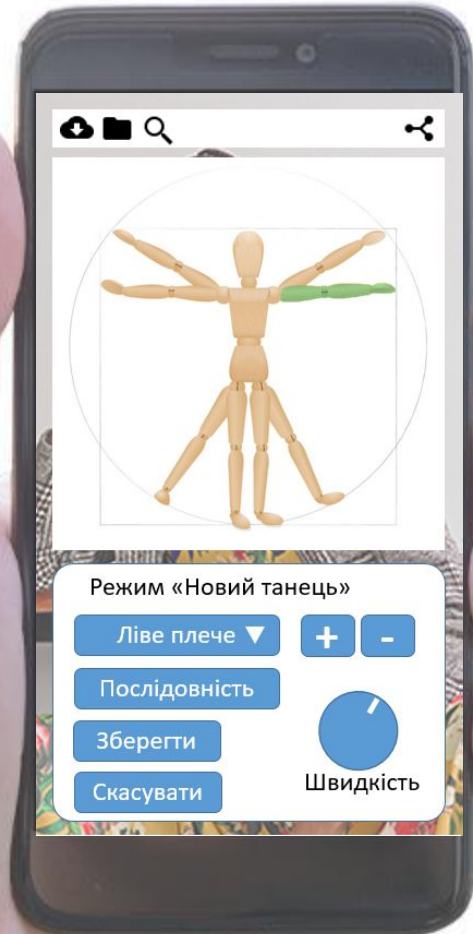 Режим «Новий танець»
Ліве плече ▼
+ -
Послідовність
Зберегти
Скасувати
Швидкість